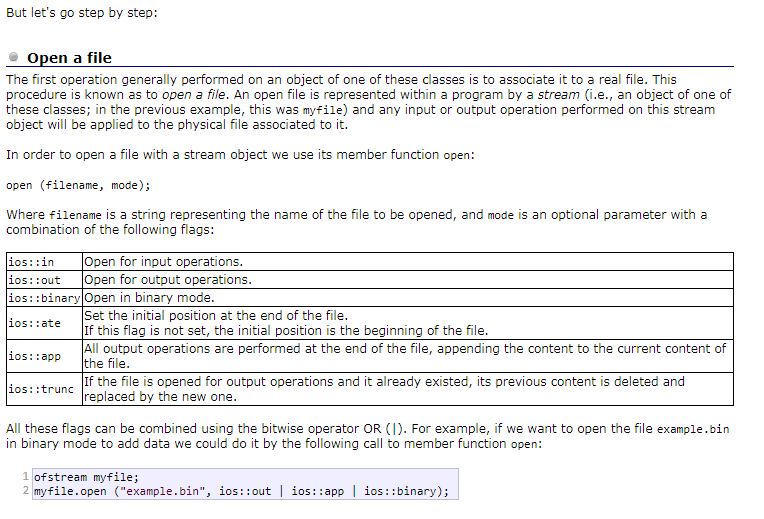 But let's go step by step:
Open a file
The first operation generally performed on an object of one of these classes is to associate it to a real file. This
procedure is known as to open a file. An open file is represented within a program by a stream (i.e., an object of one of
these classes; in the previous example, this was myfile) and any input or output operation performed on this stream
object will be applied to the physical file associated to it.
In order to open a file with a stream object we use its member function open:
open (filename, mode);
Where filename is a string representing the name of the file to be opened, and mode is an optional parameter with a
combination of the following flags:
ios::in Open for input operations.
ios::out Open for output operations.
ios::binary Open in binary mode.
ios::ate Set the initial position at the end of the file.
If this flag is not set, the initial position is the beginning of the file.
ios::app All output operations are performed at the end of the file, appending the content to the current content of
the file.
ios::trunc If the file is opened for output operations and it already existed, its previous content is deleted and
replaced by the new one.
All these flags can be combined using the bitwise operator OR (|). For example, if we want to open the file example.bin
in binary mode to add data we could do it by the following call to member function open:
1 ofstream myfile;
2 myfile.open ("example.bin", ios::out | ios::app | ios::binary);